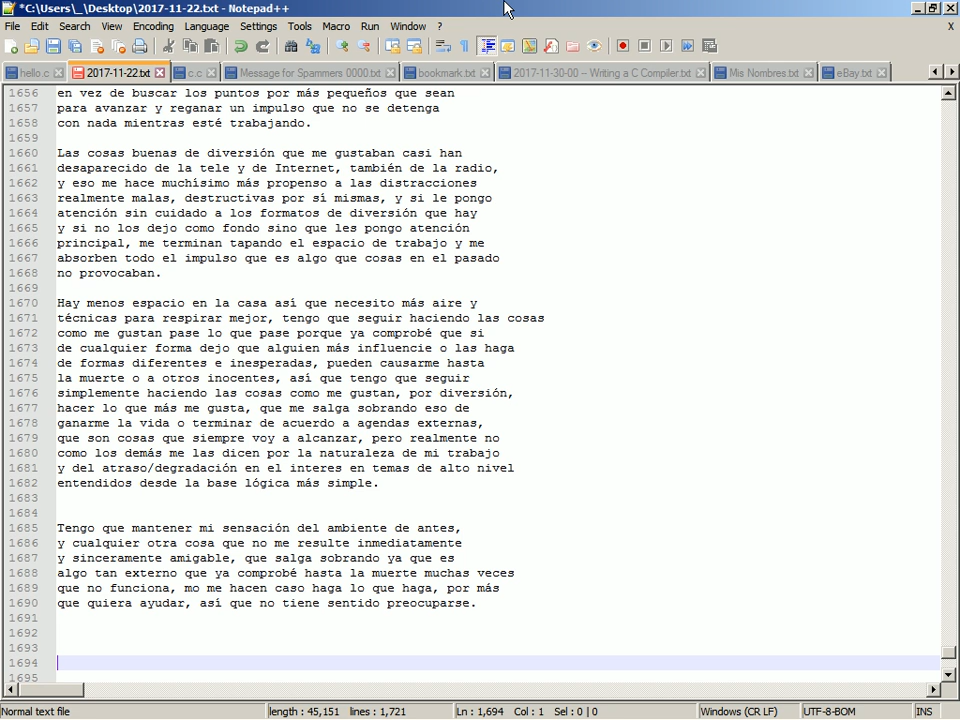 *C:\Users\_\Desktop\2017-11-22.txt - Notepad++
File Edit Search View Encoding Language Settings Tools Macro Run Window ? X
hello.c 2017-11-22.txt c.c Message for Spammers 0000.txt bookmark.txt 2017-11-30-00 -- Writing a C Compiler.txt Mis Nombres.txt eBay.txt
1656 en vez de buscar los puntos por más pequeños que sean
1657 para avanzar y reganar un impulso que no se detenga
1658 con nada mientras esté trabajando.
1659
1660 Las cosas buenas de diversión que me gustaban casi han
1661 desaparecido de la tele y de Internet, también de la radio,
1662 y eso me hace muchísimo más propenso a las distracciones
1663 realmente malas, destructivas por sí mismas, y si le pongo
1664 atención sin cuidado a los formatos de diversión que hay
1665 y si no los dejo como fondo sino que les pongo atención
1666 principal, me terminan tapando el espacio de trabajo y me
1667 absorben todo el impulso que es algo que cosas en el pasado
1668 no provocaban.
1669
1670 Hay menos espacio en la casa así que necesito más aire y
1671 técnicas para respirar mejor, tengo que seguir haciendo las cosas
1672 como me gustan pase lo que pase porque ya comprobé que si
1673 de cualquier forma dejo que alguien más influencie o las haga
1674 de formas diferentes e inesperadas, pueden causarme hasta
1675 la muerte o a otros inocentes, así que tengo que seguir
1676 simplemente haciendo las cosas como me gustan, por diversión,
1677 hacer lo que más me gusta, que me salga sobrando eso de
1678 ganarme la vida o terminar de acuerdo a agendas externas,
1679 que son cosas que siempre voy a alcanzar, pero realmente no
1680 como los demás me las dicen por la naturaleza de mi trabajo
1681 y del atraso/degradación en el interes en temas de alto nivel
1682 entendidos desde la base lógica más simple.
1683
1684
1685 Tengo que mantener mi sensación del ambiente de antes,
1686 y cualquier otra cosa que no me resulte inmediatamente
1687 y sinceramente amigable, que salga sobrando ya que es
1688 algo tan externo que ya comprobé hasta la muerte muchas veces
1689 que no funciona, mo me hacen caso haga lo que haga, por más
1690 que quiera ayudar, así que no tiene sentido preocuparse.
1691
1692
1693
1694
1695
Normal text file length : 45,151 lines : 1,721 Ln : 1,694 Col : 1 Sel : 0 | 0 Windows (CR LF) UTF-8-BOM INS